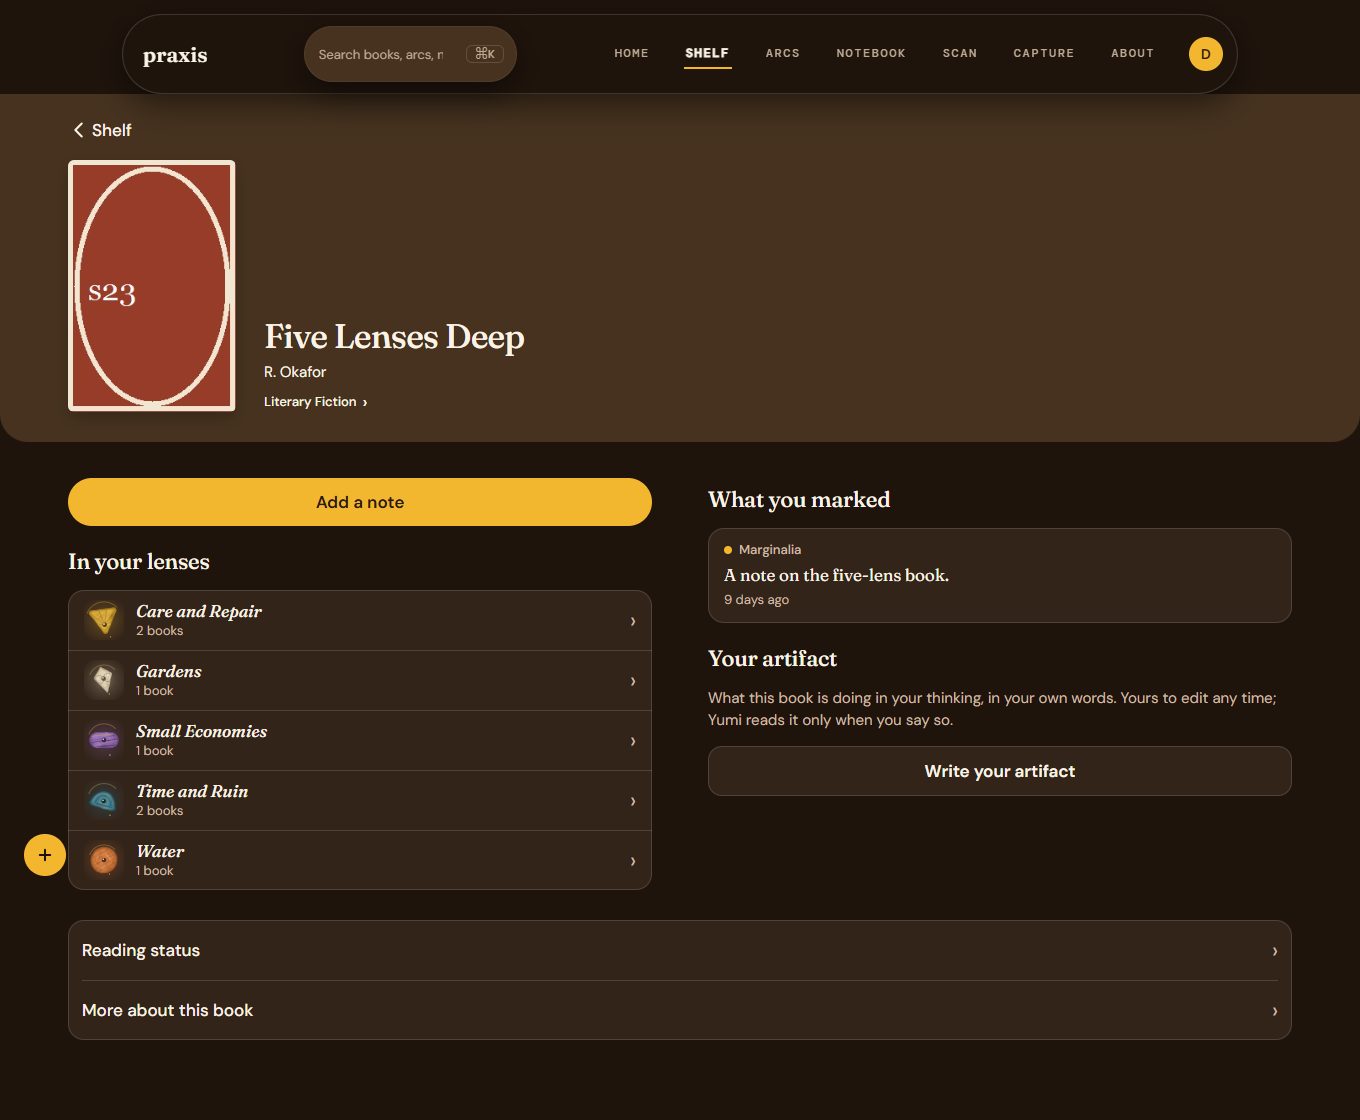 praxis
Search books, arcs, n
⌘K
HOME
SHELF
ARCS
NOTEBOOK
SCAN
CAPTURE
ABOUT
D
Shelf
s23
Five Lenses Deep
R. Okafor
Literary Fiction ›
Add a note
In your lenses
Care and Repair
2 books
Gardens
1 book
Small Economies
1 book
Time and Ruin
2 books
Water
1 book
What you marked
Marginalia
A note on the five-lens book.
9 days ago
Your artifact
What this book is doing in your thinking, in your own words. Yours to edit any time;
Yumi reads it only when you say so.
Write your artifact
Reading status
More about this book